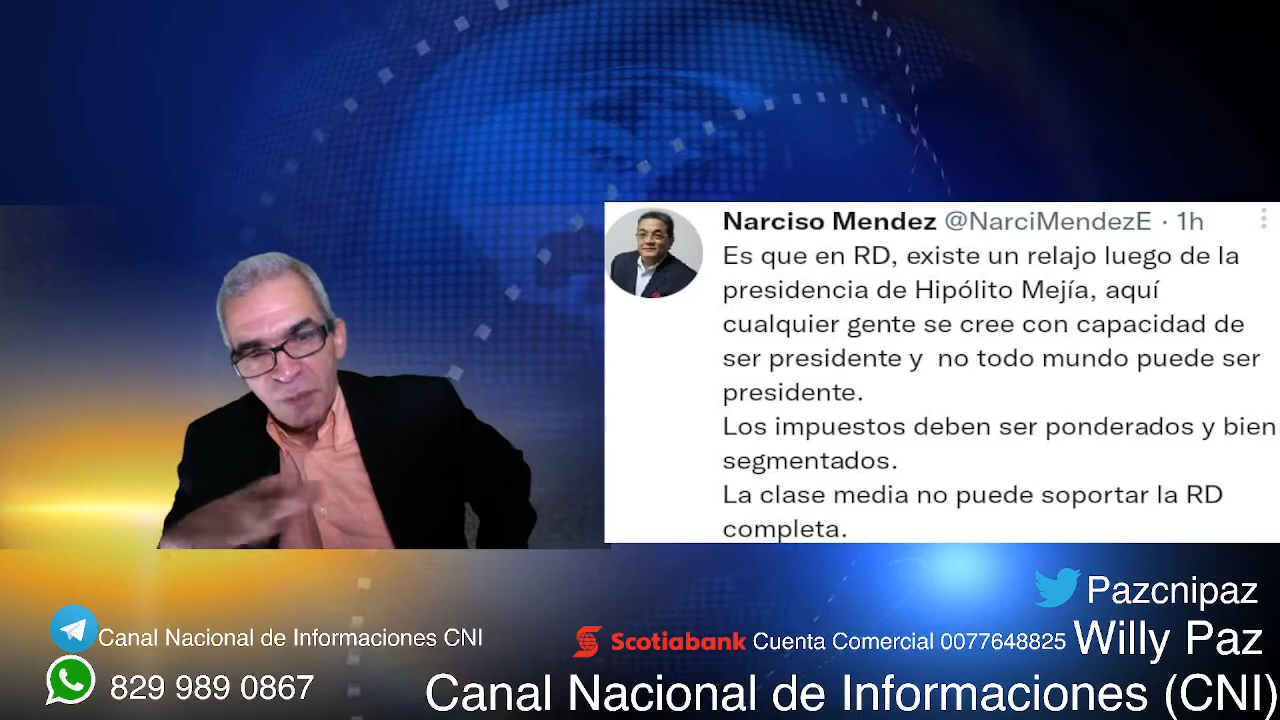 Narciso Mendez @NarciMendezE · 1h
Es que en RD, existe un relajo luego de la
presidencia de Hipólito Mejía, aquí
cualquier gente se cree con capacidad de
ser presidente y  no todo mundo puede ser
presidente.
Los impuestos deben ser ponderados y bien
segmentados.
La clase media no puede soportar la RD
completa.
Pazcnipaz
Canal Nacional de Informaciones CNI
Scotiabank Cuenta Comercial 0077648825 Willy Paz
829 989 0867
Canal Nacional de Informaciones (CNI)